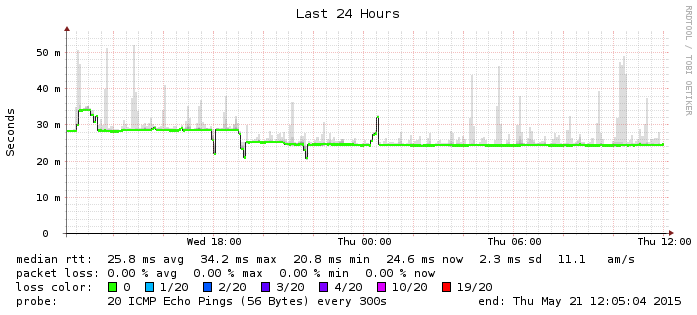 Last 24 Hours
RRDTOOL / TOBI OETIKER
Seconds
50 m
40 m
30 m
20 m
10 m
0 m
Wed 18:00 Thu 00:00 Thu 06:00 Thu 12:00
median rtt: 25.8 ms avg 34.2 ms max 20.8 ms min 24.6 ms now 2.3 ms sd 11.1 am/s
packet loss: 0.00 % avg 0.00 % max 0.00 % min 0.00 % now
loss color: 0 1/20 2/20 3/20 4/20 10/20 19/20
probe: 20 ICMP Echo Pings (56 Bytes) every 300s end: Thu May 21 12:05:04 2015